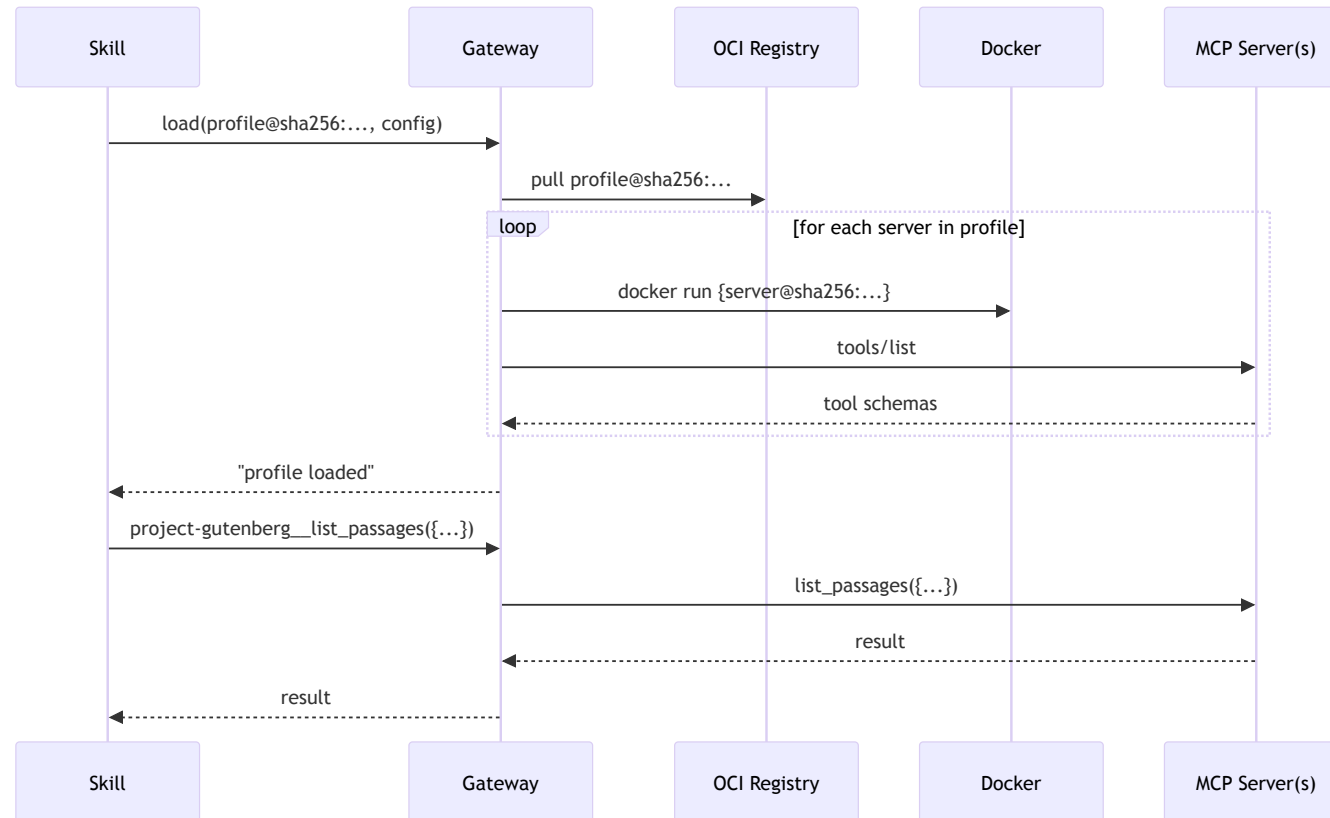 Skill
Gateway
OCI Registry
Docker
MCP Server(s)
load(profile@sha256:..., config)
pull profile@sha256:...
loop
[for each server in profile]
docker run {server@sha256:...}
tools/list
tool schemas
"profile loaded"
project-gutenberg__list_passages({...})
list_passages({...})
result
result
Skill
Gateway
OCI Registry
Docker
MCP Server(s)